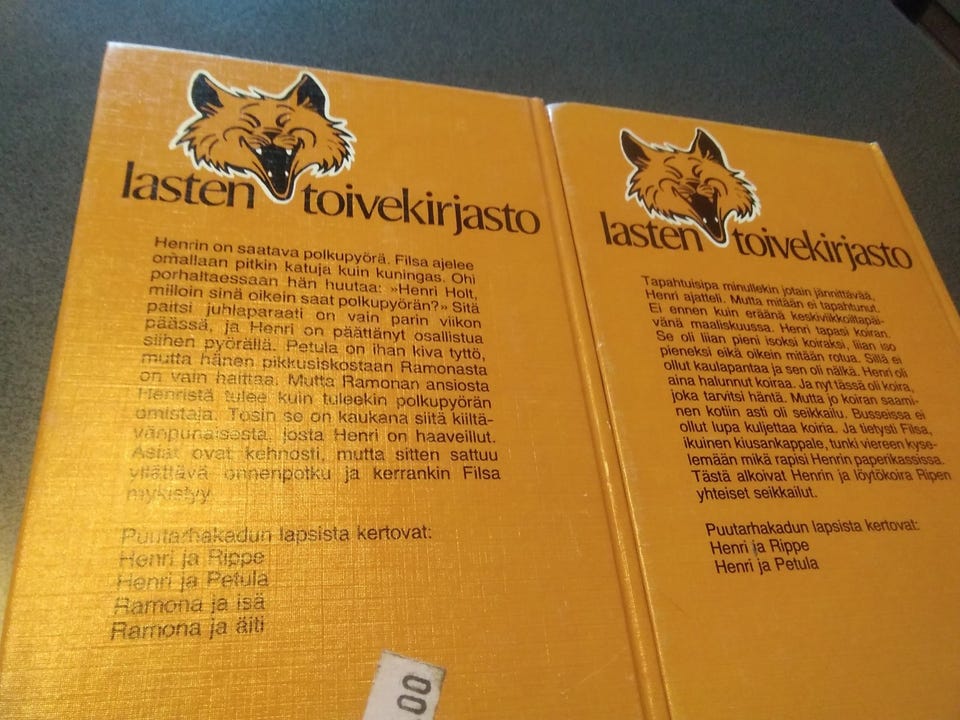 lasten toivekirjasto
Henrin on saatava polkupyörä. Filsa ajelee
omallaan pitkin katuja kuin kuningas. Ohi
porhaltaessaan hän huutaa: »Henri Holt,
milloin sinä oikein saat polkupyörän?» Sitä
paitsi juhlaparaati on vain parin viikon
päässä, ja Henri on päättänyt osallistua
siihen pyörällä. Petula on ihan kiva tyttö,
mutta hänen pikkusiskostaan Ramonasta
on vain haittaa. Mutta Ramonan ansiosta
Henristä tulee kuin tuleekin polkupyörän
omistaja. Tosin se on kaukana siitä kiiltä-
vänpunaisesta, josta Henri on haaveillut.
Asiat ovat kehnosti, mutta sitten sattuu
yllättävä onnenpotku ja kerrankin Filsa
mykistyy.
Puutarhakadun lapsista kertovat:
Henri ja Rippe
Henri ja Petula
Ramona ja isä
Ramona ja äiti
00
lasten toivekirjasto
Tapahtuisipa minullekin jotain jännittävää,
Henri ajatteli. Mutta mitään ei tapahtunut.
Ei ennen kuin eräänä keskiviikkoiltapäi-
vänä maaliskuussa. Henri tapasi koiran.
Se oli liian pieni isoksi koiraksi, liian iso
pieneksi eikä oikein mitään rotua. Sillä ei
ollut kaulapantaa ja sen oli nälkä. Henri oli
aina halunnut koiraa. Ja nyt tässä oli koira,
joka tarvitsi häntä. Mutta jo koiran saami-
nen kotiin asti oli seikkailu. Busseissa ei
ollut lupa kuljettaa koiria. Ja tietysti Filsa,
ikuinen kiusankappale, tunki viereen kyse-
lemään mikä rapisi Henrin paperikassissa.
Tästä alkoivat Henrin ja löytökoira Ripen
yhteiset seikkailut.
Puutarhakadun lapsista kertovat:
Henri ja Rippe
Henri ja Petula